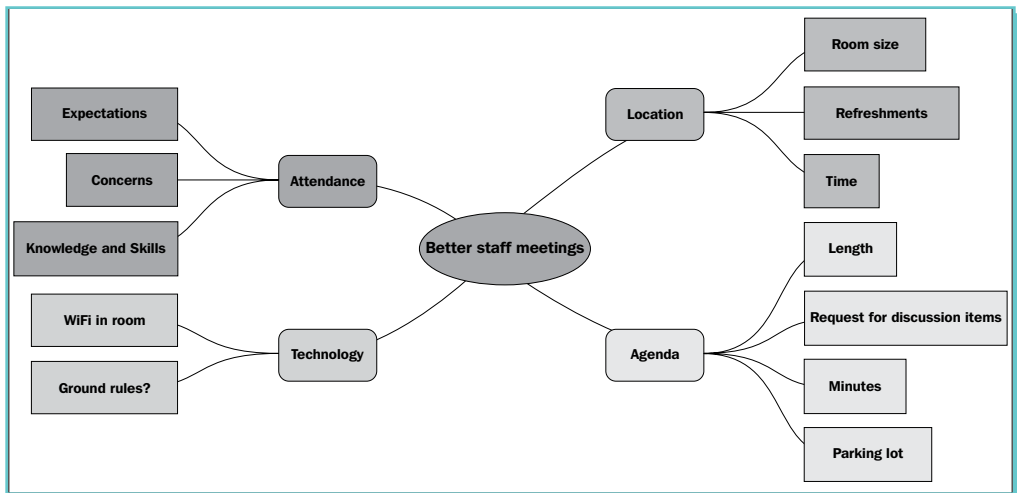 Better staff meetings
Attendance
Expectations
Concerns
Knowledge and Skills
Technology
WiFi in room
Ground rules?
Location
Room size
Refreshments
Time
Agenda
Length
Request for discussion items
Minutes
Parking lot